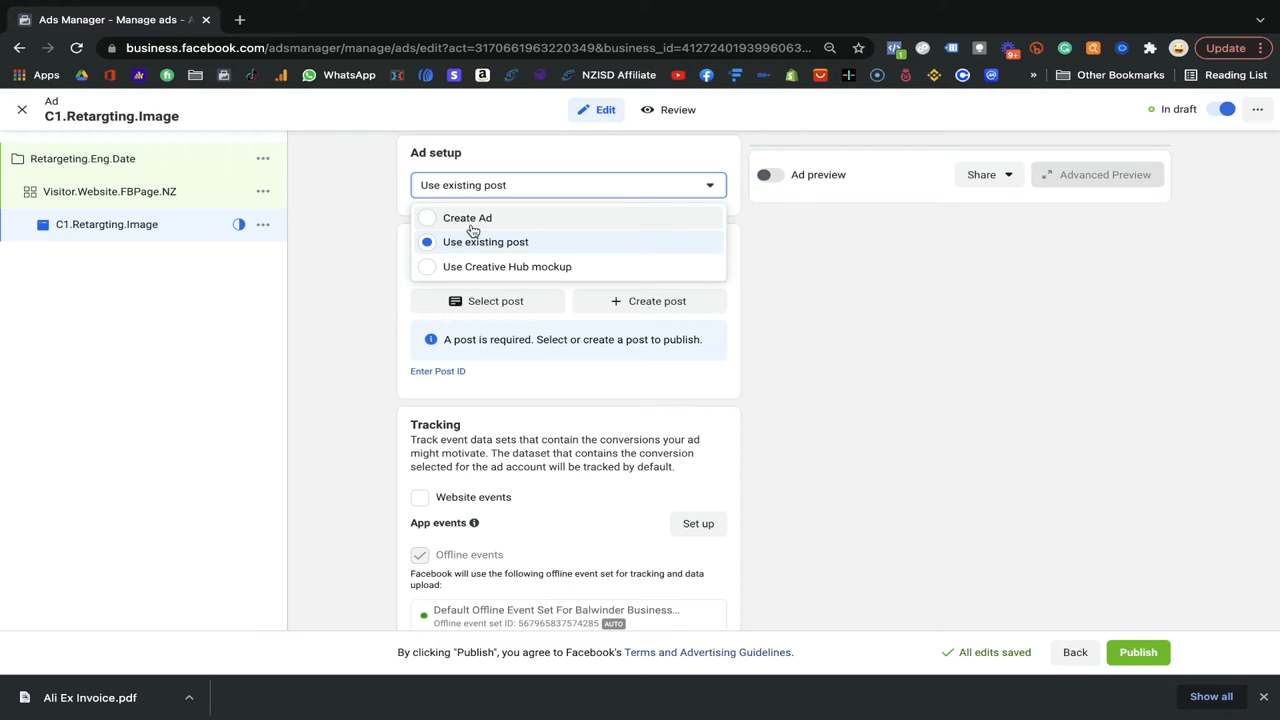 Ads Manager - Manage ads - A
business.facebook.com/adsmanager/manage/ads/edit?act=3170661963220349&business_id=4127240193996063...
Update
Apps
WhatsApp
NZISD Affiliate
»
Other Bookmarks
Reading List
9+
Ad
C1.Retargting.Image
Edit
Review
In draft
Retargeting.Eng.Date
Visitor.Website.FBPage.NZ
C1.Retargting.Image
Ad setup
Use existing post
Create Ad
Use existing post
Use Creative Hub mockup
Select post
+ Create post
A post is required. Select or create a post to publish.
Enter Post ID
Ad preview
Share
Advanced Preview
Tracking
Track event data sets that contain the conversions your ad
might motivate. The dataset that contains the conversion
selected for the ad account will be tracked by default.
Website events
App events
Set up
Offline events
Facebook will use the following offline event set for tracking and data
upload:
Default Offline Event Set For Balwinder Business...
Offline event set ID: 567965837574285 AUTO
By clicking "Publish", you agree to Facebook's Terms and Advertising Guidelines.
All edits saved
Back
Publish
Ali Ex Invoice.pdf
Show all